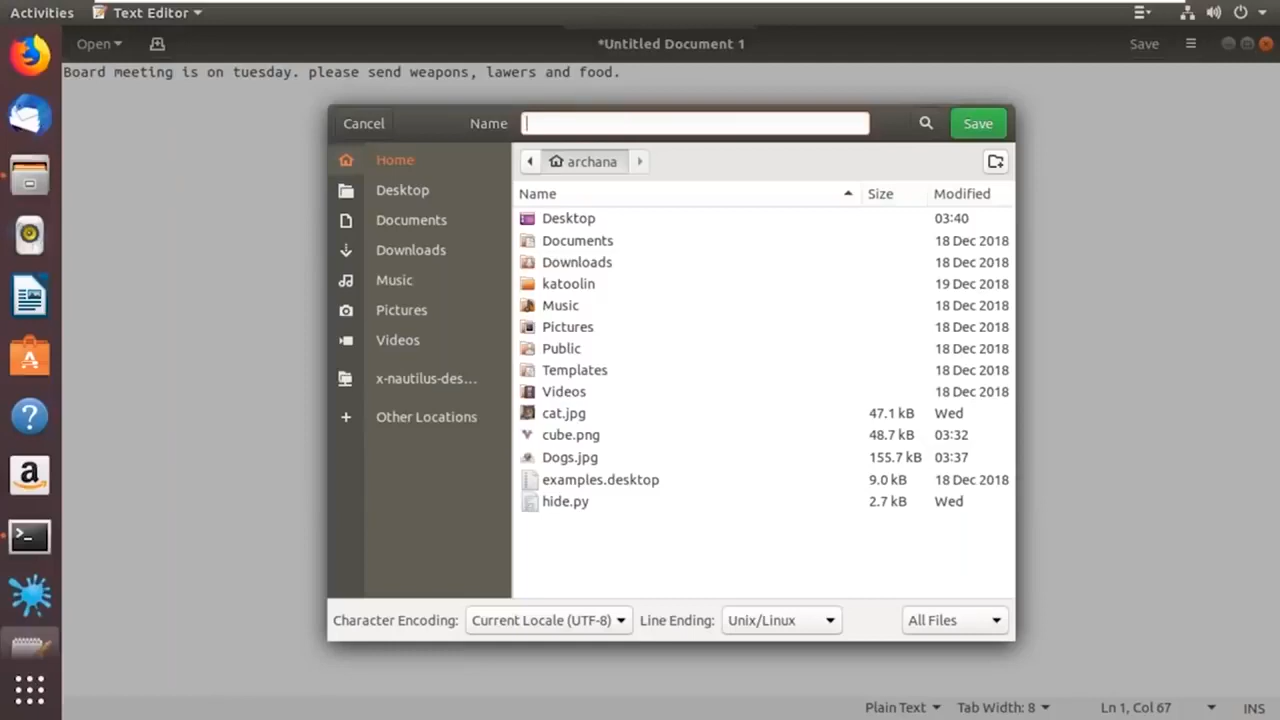 Activities Text Editor
Open *Untitled Document 1 Save
Board meeting is on tuesday. please send weapons, lawers and food.
Cancel Name Save
Home
Desktop
Documents
Downloads
Music
Pictures
Videos
x-nautilus-des...
Other Locations
archana
Name Size Modified
Desktop 03:40
Documents 18 Dec 2018
Downloads 18 Dec 2018
katoolin 19 Dec 2018
Music 18 Dec 2018
Pictures 18 Dec 2018
Public 18 Dec 2018
Templates 18 Dec 2018
Videos 18 Dec 2018
cat.jpg 47.1 kB Wed
cube.png 48.7 kB 03:32
Dogs.jpg 155.7 kB 03:37
examples.desktop 9.0 kB 18 Dec 2018
hide.py 2.7 kB Wed
Character Encoding: Current Locale (UTF-8) Line Ending: Unix/Linux All Files
Plain Text Tab Width: 8 Ln 1, Col 67 INS